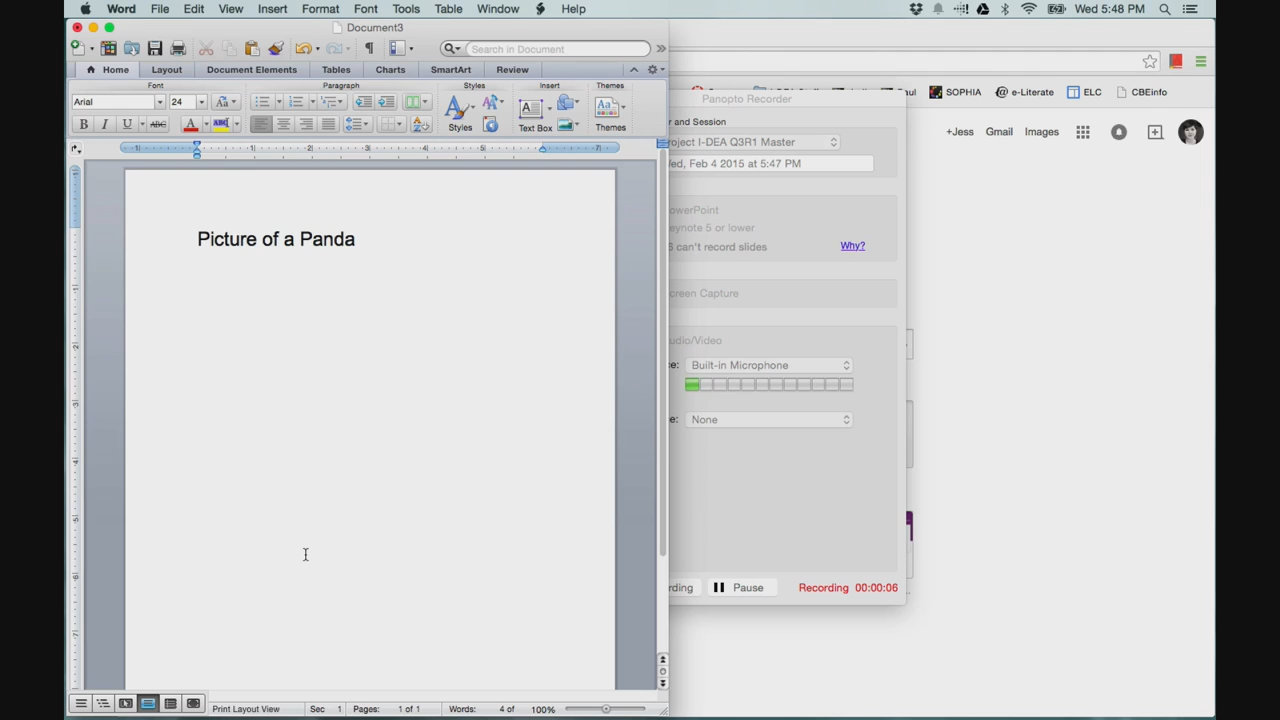 Word File Edit View Insert Format Font Tools Table Window Help Wed 5:48 PM
Document3
Search in Document
Home Layout Document Elements Tables Charts SmartArt Review
Font Paragraph Styles Insert Themes
Arial 24 Aa
B I U ABC A ABC Styles Text Box Themes
Picture of a Panda
Print Layout View Sec 1 Pages: 1 of 1 Words: 4 of 100%
SOPHIA e-Literate ELC CBEinfo
Panopto Recorder
+Jess Gmail Images
r and Session
oject I-DEA Q3R1 Master
ed, Feb 4 2015 at 5:47 PM
owerPoint
eynote 5 or lower
6 can't record slides Why?
creen Capture
udio/Video
ce: Built-in Microphone
e: None
rding Pause Recording 00:00:06